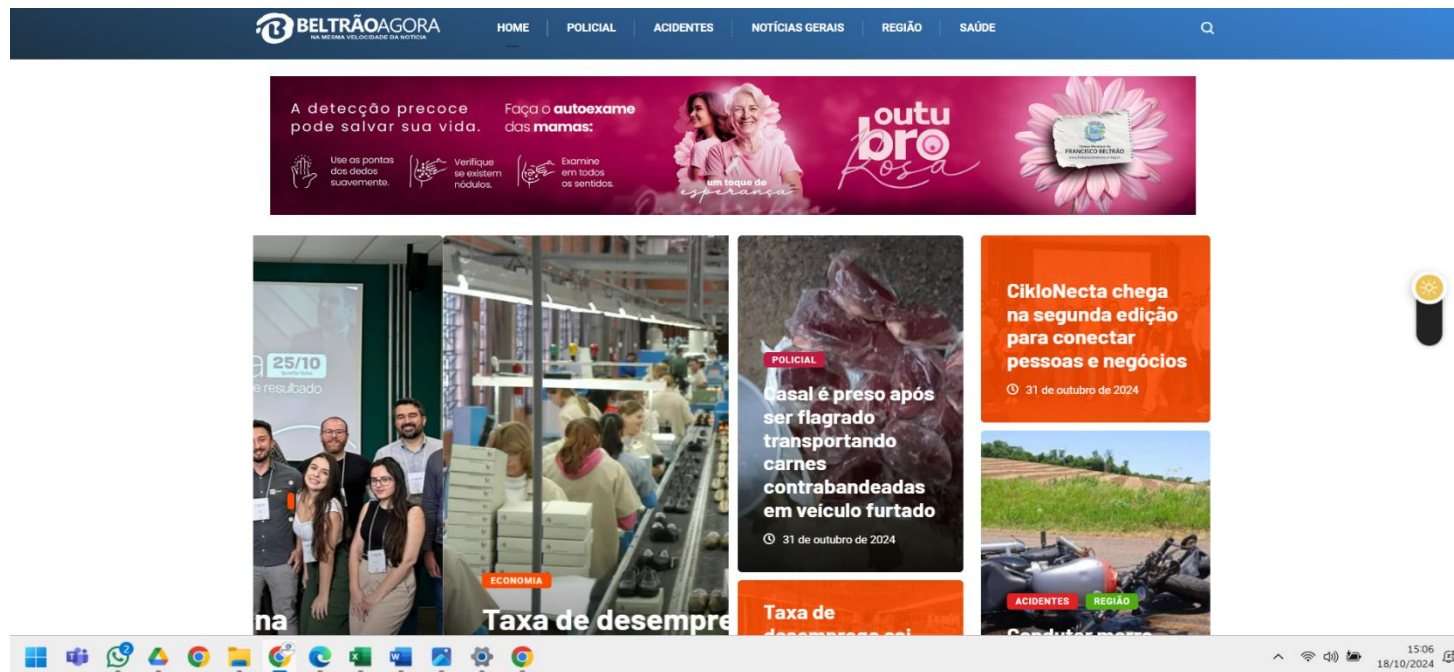 BELTRÃOAGORA
NA MESMA VELOCIDADE DA NOTÍCIA
HOME
POLICIAL
ACIDENTES
NOTÍCIAS GERAIS
REGIÃO
SAÚDE
A detecção precoce
pode salvar sua vida.
Faça o autoexame
das mamas:
Use as pontas
dos dedos
suavemente.
Verifique
se existem
nódulos.
Examine
em todos
os sentidos.
um toque de
esperança
outu
bro
Rosa
FRANCISCO BELTRÃO
25/10
e resultado
na
ECONOMIA
Taxa de desempre
POLICIAL
Casal é preso após
ser flagrado
transportando
carnes
contrabandeadas
em veículo furtado
31 de outubro de 2024
Taxa de
desemprego cai
CikloNecta chega
na segunda edição
para conectar
pessoas e negócios
31 de outubro de 2024
ACIDENTES
REGIÃO
Condutor morre
15:06
18/10/2024